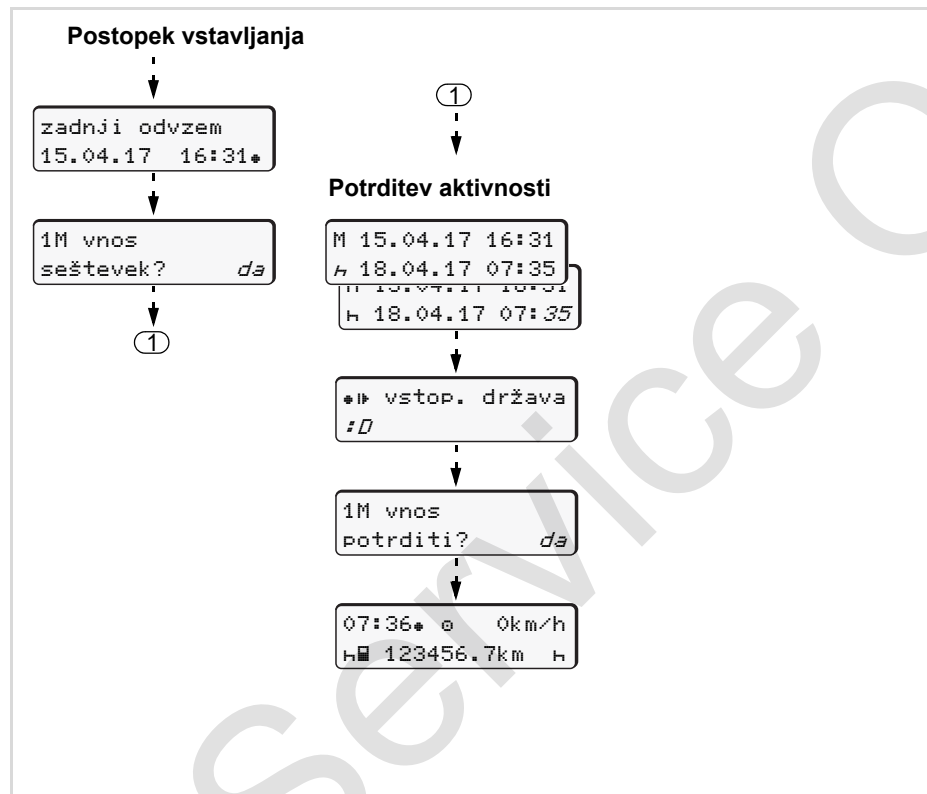 Postopek vstavljanja
zadnji odvzem
15.04.17 16:31
1M vnos
seštevek? da
1
1
Potrditev aktivnosti
M 15.04.17 16:31
18.04.17 07:35
18.04.17 07:35
vstop. država
:D
1M vnos
potrditi? da
07:36 0km/h
123456.7km
Service